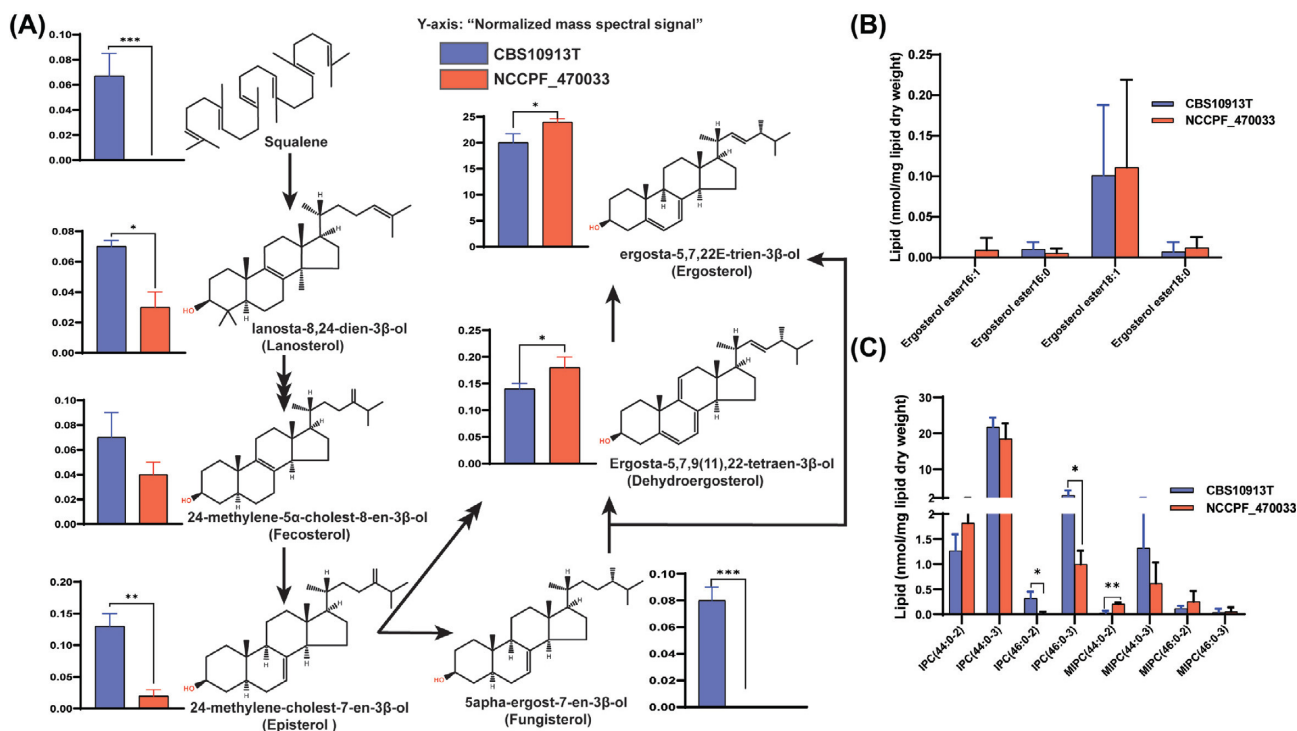 (A)
Y-axis: “Normalized mass spectral signal”
CBS10913T
NCCPF_470033
0.10
0.08
0.06
0.04
0.02
0.00
***
Squalene
0.08
0.06
0.04
0.02
0.00
*
H
H
HO
lanosta-8,24-dien-3β-ol
(Lanosterol)
0.10
0.08
0.06
0.04
0.02
0.00
H
H
H
HO
24-methylene-5α-cholest-8-en-3β-ol
(Fecosterol)
0.20
0.15
0.10
0.05
0.00
**
H
H
H
H
H
HO
24-methylene-cholest-7-en-3β-ol
(Episterol )
25
20
15
10
5
0
*
H
H
H
HO
ergosta-5,7,22E-trien-3β-ol
(Ergosterol)
0.25
0.20
0.15
0.10
0.05
0.00
*
H
H
HO
Ergosta-5,7,9(11),22-tetraen-3β-ol
(Dehydroergosterol)
H
H
H
H
H
HO
5apha-ergost-7-en-3β-ol
(Fungisterol)
0.10
0.08
0.06
0.04
0.02
0.00
***
(B)
Lipid (nmol/mg lipid dry weight)
0.25
0.20
0.15
0.10
0.05
0.00
CBS10913T
NCCPF_470033
Ergosterol ester16:1
Ergosterol ester16:0
Ergosterol ester18:1
Ergosterol ester18:0
(C)
Lipid (nmol/mg lipid dry weight)
30
20
10
2
2
1.5
1.0
0.5
0.0
*
*
**
CBS10913T
NCCPF_470033
IPC(44:0-2)
IPC(44:0-3)
IPC(46:0-2)
IPC(46:0-3)
MIPC(44:0-2)
MIPC(44:0-3)
MIPC(46:0-2)
MIPC(46:0-3)